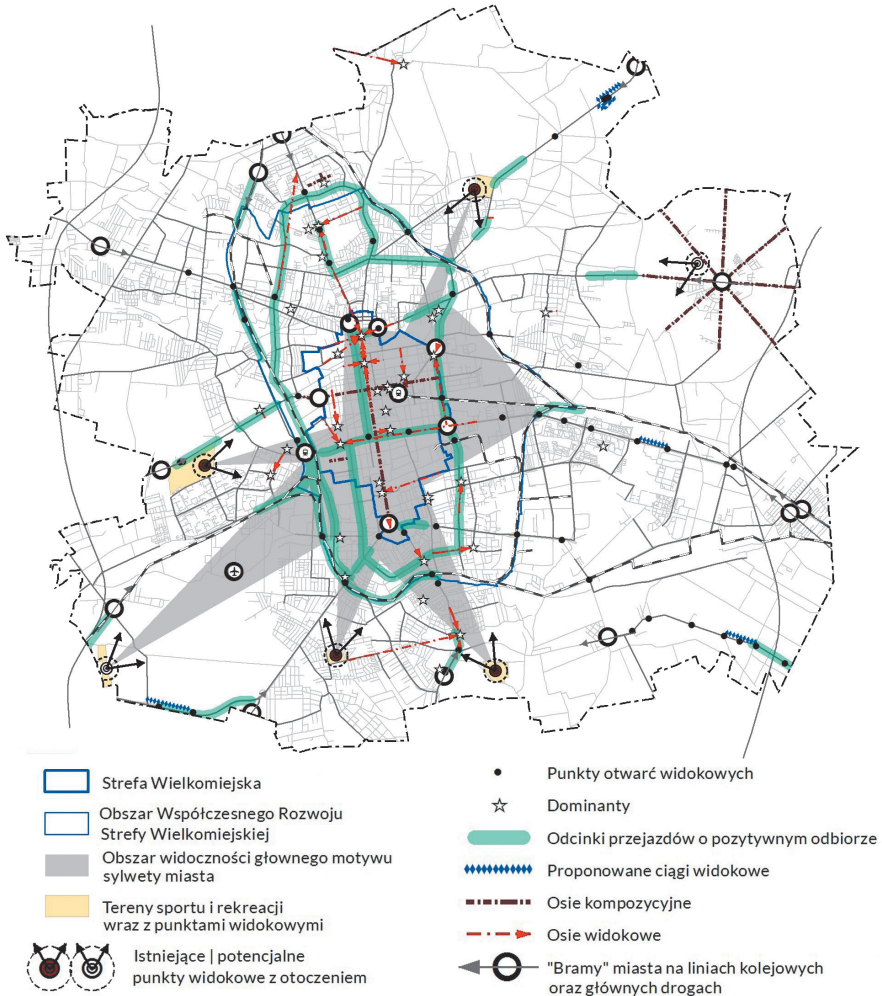 Strefa Wielkomiejska
Obszar Współczesnego Rozwoju
Strefy Wielkomiejskiej
Obszar widoczności głownego motywu
sylwety miasta
Tereny sportu i rekreacji
wraz z punktami widokowymi
Istniejące | potencjalne
punkty widokowe z otoczeniem
Punkty otwarć widokowych
Dominanty
Odcinki przejazdów o pozytywnym odbiorze
Proponowane ciągi widokowe
Osie kompozycyjne
Osie widokowe
"Bramy" miasta na liniach kolejowych
oraz głównych drogach